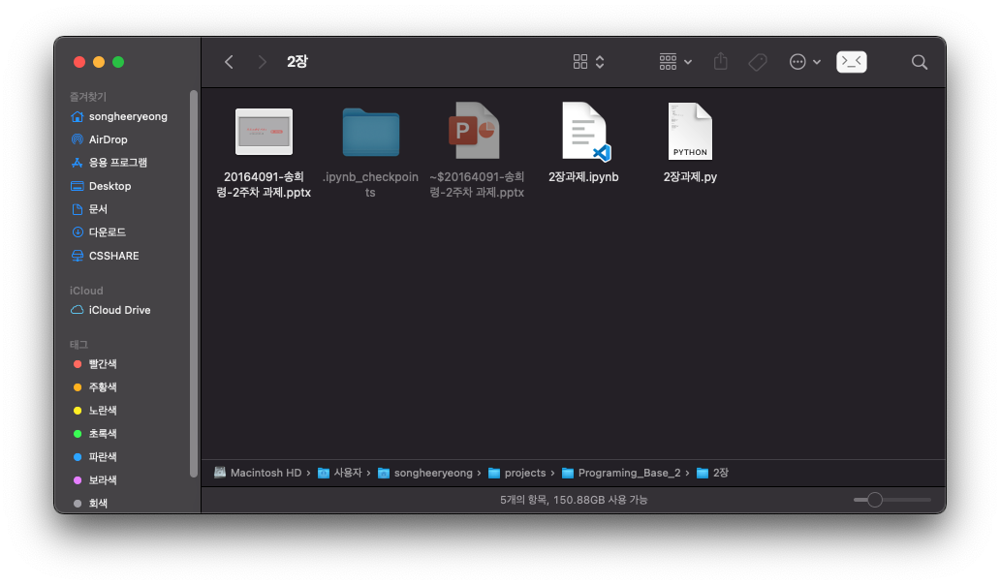 2장
즐겨찾기
songheeryeong
AirDrop
응용 프로그램
Desktop
문서
다운로드
CSSHARE
iCloud
iCloud Drive
태그
빨간색
주황색
노란색
초록색
파란색
보라색
회색
P
PYTHON
20164091-송희
령-2주차 과제.pptx
.ipynb_checkpoin
ts
~$20164091-송희
령-2주차 과제.pptx
2장과제.ipynb
2장과제.py
Macintosh HD › 사용자 › songheeryeong › projects › Programing_Base_2 › 2장
5개의 항목, 150.88GB 사용 가능